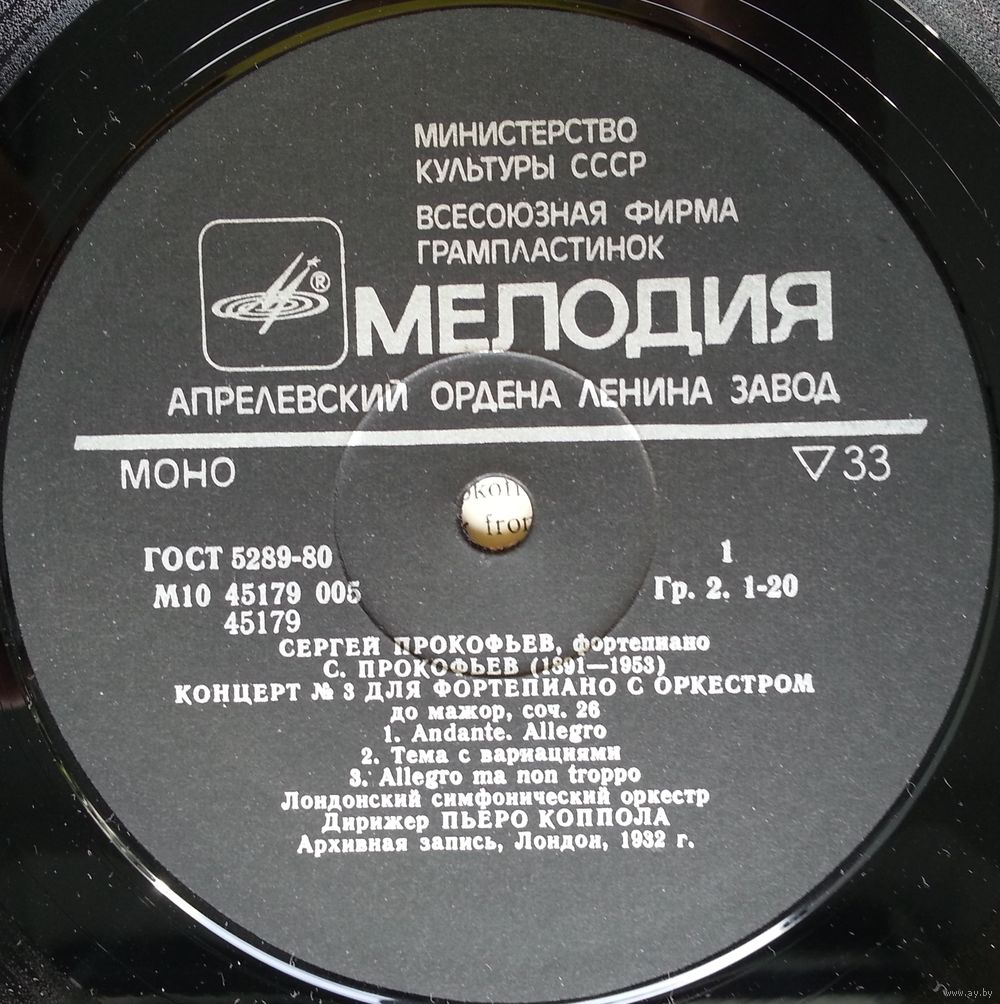 МИНИСТЕРСТВО
КУЛЬТУРЫ СССР
ВСЕСОЮЗНАЯ ФИРМА
ГРАМПЛАСТИНОК
®
МЕЛОДИЯ
АПРЕЛЕВСКИЙ ОРДЕНА ЛЕНИНА ЗАВОД
МОНО
▽33
ГОСТ 5289-80
1
М10 45179 005
Гр. 2. 1-20
45179
СЕРГЕЙ ПРОКОФЬЕВ, фортепиано
С. ПРОКОФЬЕВ (1891—1953)
КОНЦЕРТ № 3 ДЛЯ ФОРТЕПИАНО С ОРКЕСТРОМ
до мажор, соч. 26
1. Andante. Allegro
2. Тема с вариациями
3. Allegro ma non troppo
Лондонский симфонический оркестр
Дирижер ПЬЕРО КОППОЛА
Архивная запись, Лондон, 1932 г.
www.ay.by